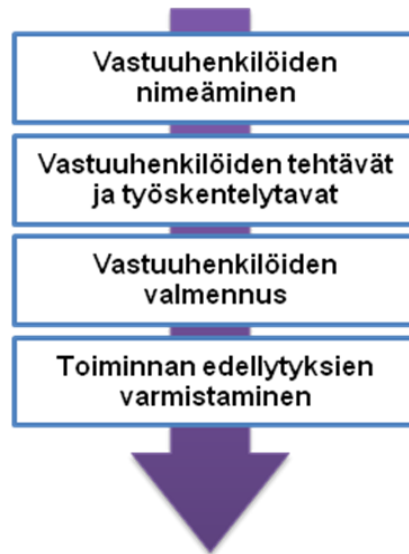 Vastuuhenkilöiden
nimeäminen
Vastuuhenkilöiden tehtävät
ja työskentelytavat
Vastuuhenkilöiden
valmennus
Toiminnan edellytyksien
varmistaminen